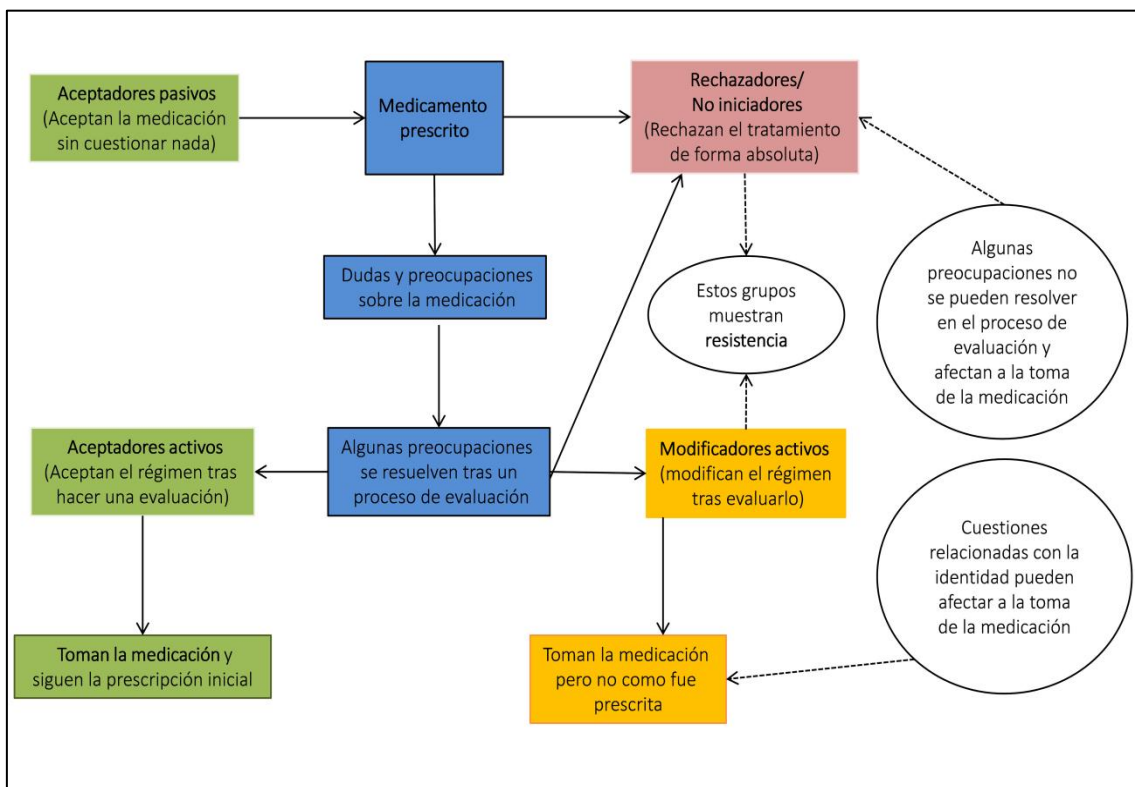 Aceptadores pasivos
(Aceptan la medicación
sin cuestionar nada)
Medicamento
prescrito
Rechazadores/
No iniciadores
(Rechazan el tratamiento
de forma absoluta)
Dudas y preocupaciones
sobre la medicación
Estos grupos
muestran
resistencia
Algunas
preocupaciones no
se pueden resolver
en el proceso de
evaluación y
afectan a la toma
de la medicación
Aceptadores activos
(Aceptan el régimen tras
hacer una evaluación)
Algunas preocupaciones
se resuelven tras un
proceso de evaluación
Modificadores activos
(modifican el régimen
tras evaluarlo)
Cuestiones
relacionadas con la
identidad pueden
afectar a la toma
de la medicación
Toman la medicación y
siguen la prescripción inicial
Toman la medicación
pero no como fue
prescrita